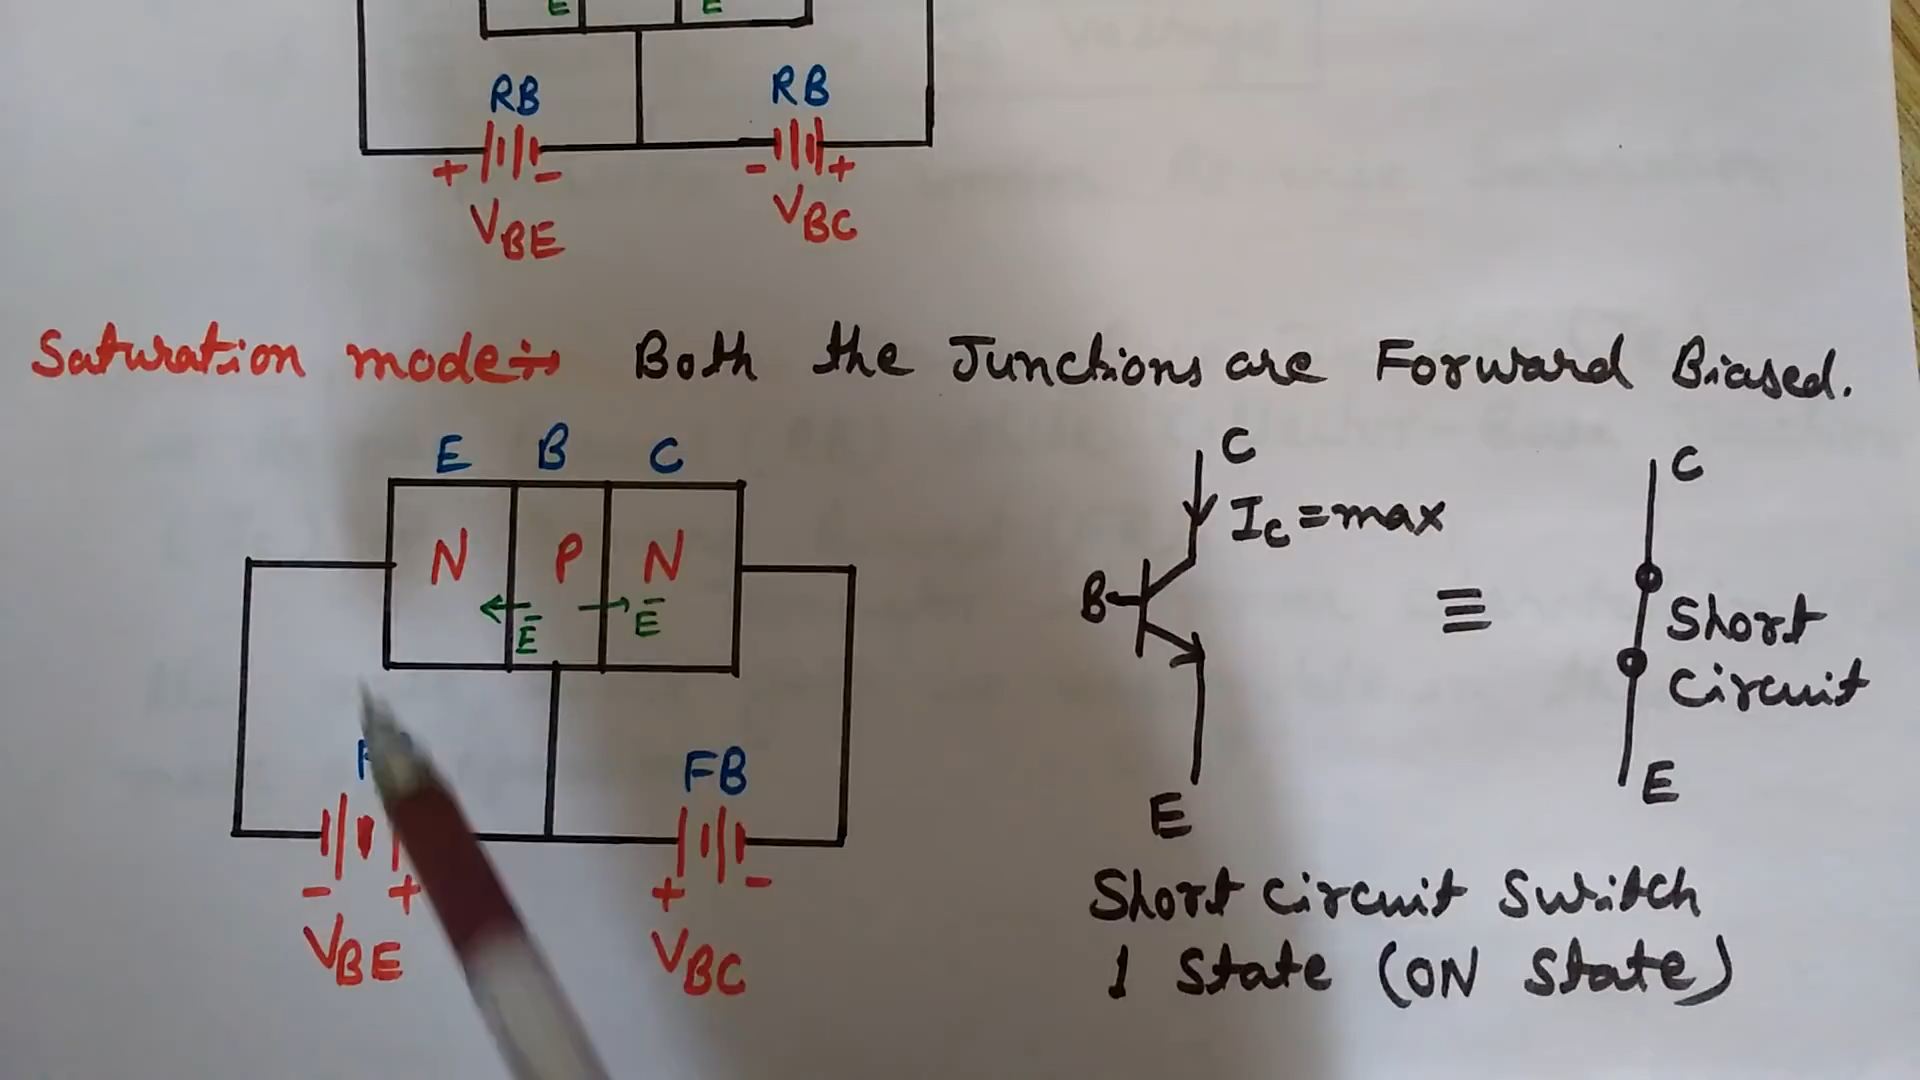 E E
RB RB
+ - - +
VBE VBC
Saturation mode:→ Both the Junctions are Forward Biased.
E B C
N P N
Ē Ē
FB
- + + -
VBE VBC
C
IC = max
B
E
≡
C
Short
Circuit
E
Short Circuit Switch
1 State (ON State)